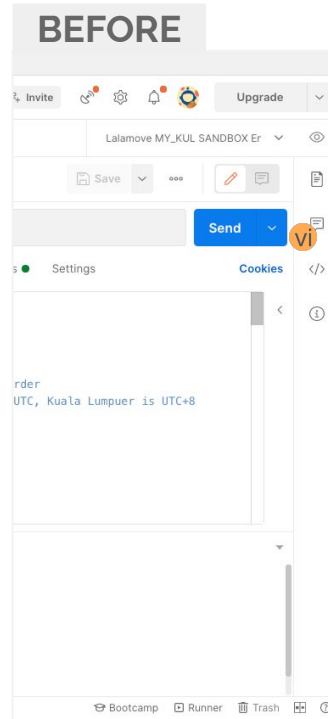 BEFORE
Invite
Upgrade
Lalamove MY_KUL SANDBOX Er
Save
Send
vi
s
Settings
Cookies
</>
rder
UTC, Kuala Lumpuer is UTC+8
Bootcamp
Runner
Trash